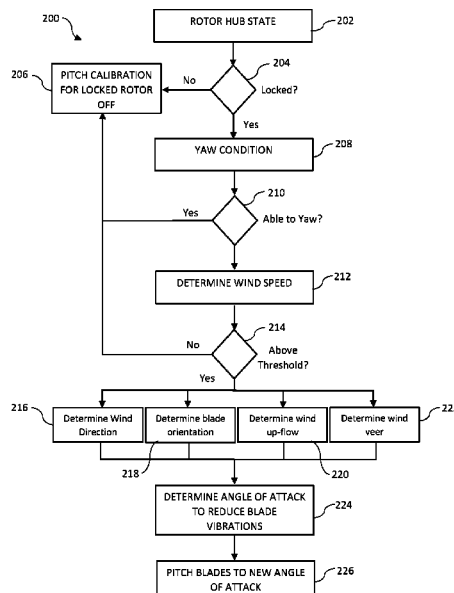 200
ROTOR HUB STATE
202
204
206
PITCH CALIBRATION
FOR LOCKED ROTOR
OFF
No
Locked?
Yes
YAW CONDITION
208
210
Yes
Able to Yaw?
DETERMINE WIND SPEED
212
214
No
Above
Threshold?
Yes
216
Determine Wind
Direction
Determine blade
orientation
Determine wind
up-flow
Determine wind
veer
22
218
220
DETERMINE ANGLE OF ATTACK
TO REDUCE BLADE
VIBRATIONS
224
PITCH BLADES TO NEW ANGLE
OF ATTACK
226